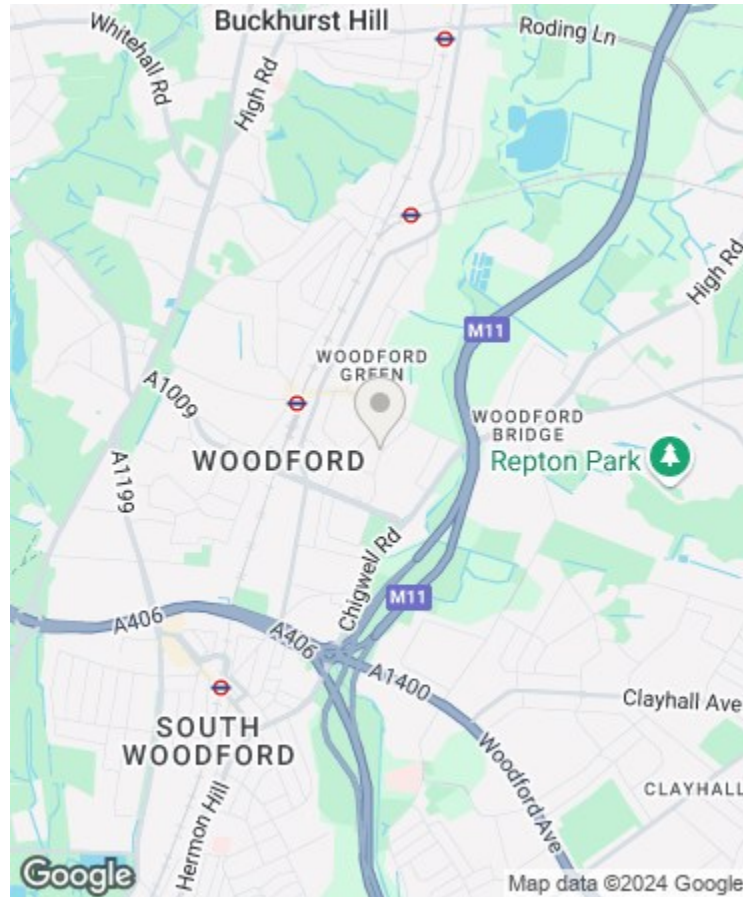 Buckhurst Hill
Roding Ln
Whitehall Rd
High Rd
High Rd
M11
WOODFORD
GREEN
A1009
WOODFORD
BRIDGE
WOODFORD
Repton Park
A1199
Chigwell Rd
M11
A406
A406
A1400
Clayhall Ave
SOUTH
WOODFORD
Woodford Ave
CLAYHALL
Hermon Hill
Google
Map data ©2024 Google